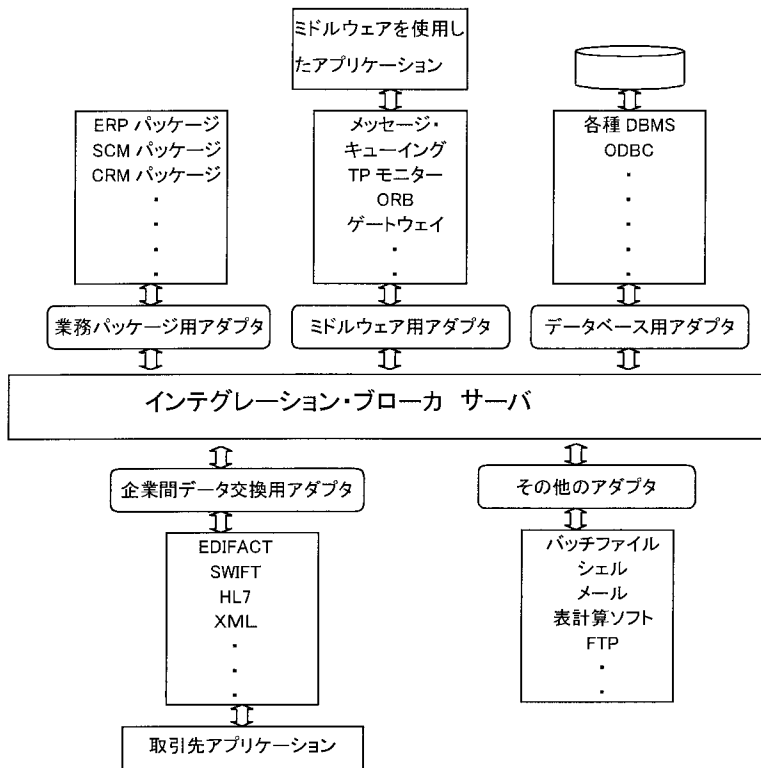 ミドルウェアを使用し
たアプリケーション
ERP パッケージ
SCM パッケージ
CRM パッケージ
・
・
・
・
メッセージ・
キューイング
TP モニター
ORB
ゲートウェイ
・
・
各種 DBMS
ODBC
・
・
・
・
・
業務パッケージ用アダプタ
ミドルウェア用アダプタ
データベース用アダプタ
インテグレーション・ブローカ サーバ
企業間データ交換用アダプタ
その他のアダプタ
EDIFACT
SWIFT
HL7
XML
・
・
・
バッチファイル
シェル
メール
表計算ソフト
FTP
・
・
取引先アプリケーション